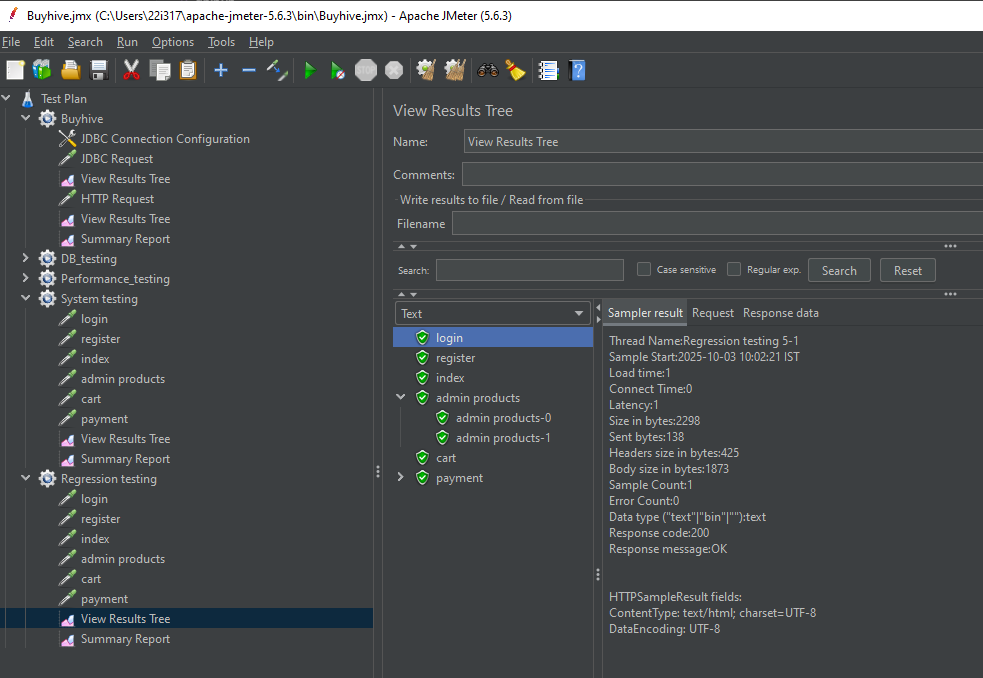 Buyhive.jmx (C:\Users\22i317\apache-jmeter-5.6.3\bin\Buyhive.jmx) - Apache JMeter (5.6.3)
File Edit Search Run Options Tools Help
STOP
Test Plan
Buyhive
JDBC Connection Configuration
JDBC Request
View Results Tree
HTTP Request
View Results Tree
Summary Report
DB_testing
Performance_testing
System testing
login
register
index
admin products
cart
payment
View Results Tree
Summary Report
Regression testing
login
register
index
admin products
cart
payment
View Results Tree
Summary Report
View Results Tree
Name: View Results Tree
Comments:
Write results to file / Read from file
Filename
Search: Case sensitive Regular exp. Search Reset
Text
login
register
index
admin products
admin products-0
admin products-1
cart
payment
Sampler result Request Response data
Thread Name:Regression testing 5-1
Sample Start:2025-10-03 10:02:21 IST
Load time:1
Connect Time:0
Latency:1
Size in bytes:2298
Sent bytes:138
Headers size in bytes:425
Body size in bytes:1873
Sample Count:1
Error Count:0
Data type ("text"|"bin"|""):text
Response code:200
Response message:OK
HTTPSampleResult fields:
ContentType: text/html; charset=UTF-8
DataEncoding: UTF-8